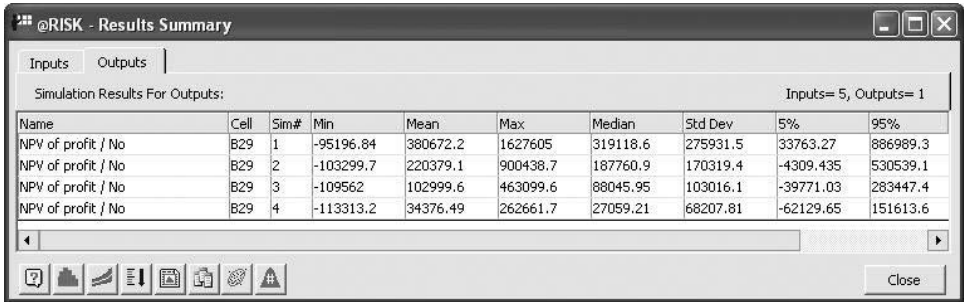 @RISK - Results Summary
Inputs Outputs
Simulation Results For Outputs: Inputs= 5, Outputs= 1
Name Cell Sim# Min Mean Max Median Std Dev 5% 95%
NPV of profit / No B29 1 -95196.84 380672.2 1627605 319118.6 275931.5 33763.27 886989.3
NPV of profit / No B29 2 -103299.7 220379.1 900438.7 187760.9 170319.4 -4309.435 530539.1
NPV of profit / No B29 3 -109562 102999.6 463099.6 88045.95 103016.1 -39771.03 283447.4
NPV of profit / No B29 4 -113313.2 34376.49 262661.7 27059.21 68207.81 -62129.65 151613.6
Close